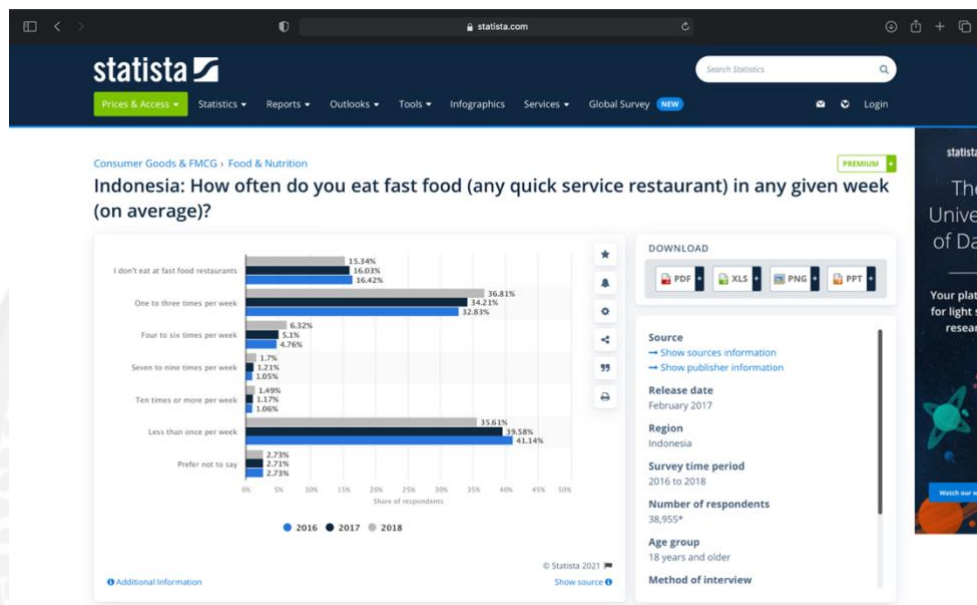 statista.com
statista
Search Statistics
Prices & Access Statistics Reports Outlooks Tools Infographics Services Global Survey NEW Login
Consumer Goods & FMCG › Food & Nutrition
PREMIUM +
Indonesia: How often do you eat fast food (any quick service restaurant) in any given week
(on average)?
I don't eat at fast food restaurants
15.34%
16.03%
16.42%
One to three times per week
36.81%
34.21%
32.83%
Four to six times per week
6.32%
5.1%
4.76%
Seven to nine times per week
1.7%
1.21%
1.05%
Ten times or more per week
1.49%
1.17%
1.06%
Less than once per week
35.61%
39.58%
41.14%
Prefer not to say
2.73%
2.71%
2.73%
0% 5% 10% 15% 20% 25% 30% 35% 40% 45% 50%
Share of respondents
2016 2017 2018
© Statista 2021
Additional Information
Show source
DOWNLOAD
PDF + XLS + PNG + PPT +
Source
→ Show sources information
→ Show publisher information
Release date
February 2017
Region
Indonesia
Survey time period
2016 to 2018
Number of respondents
38,955*
Age group
18 years and older
Method of interview
statista
of Da
Your plat
for light
Watch our